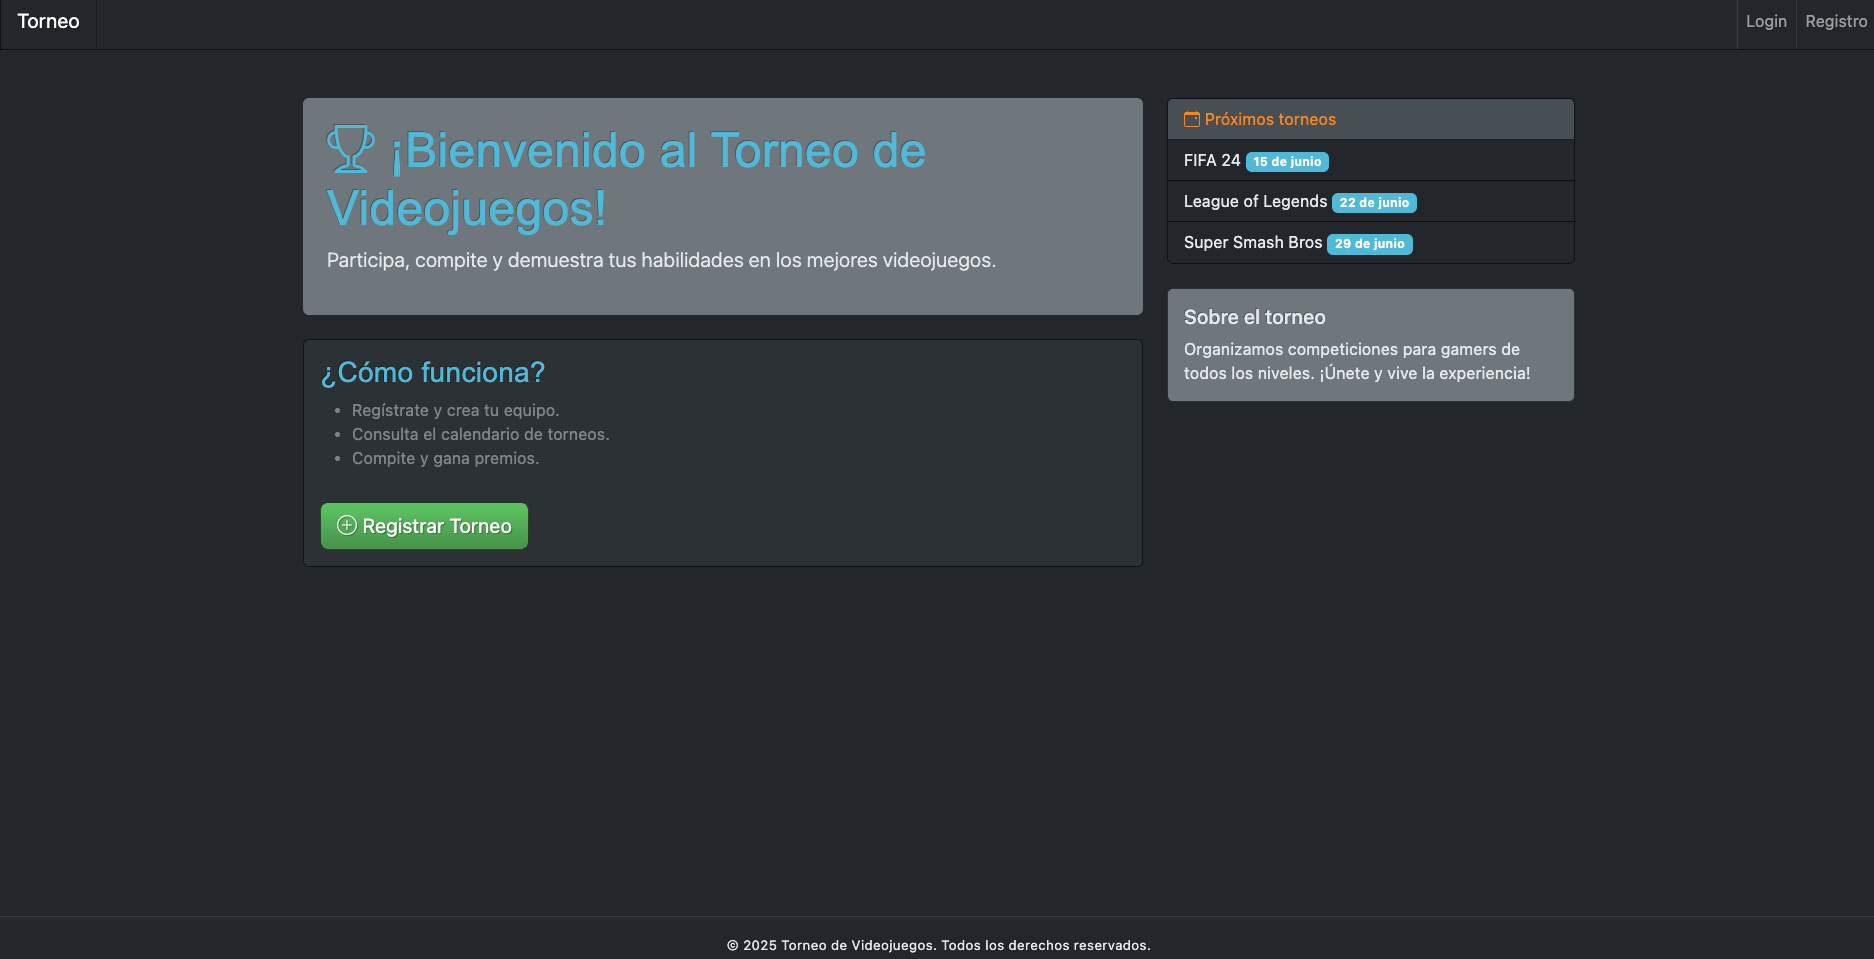 Torneo
Login
Registro
¡Bienvenido al Torneo de
Videojuegos!
Participa, compite y demuestra tus habilidades en los mejores videojuegos.
¿Cómo funciona?
• Regístrate y crea tu equipo.
• Consulta el calendario de torneos.
• Compite y gana premios.
Registrar Torneo
Próximos torneos
FIFA 24 15 de junio
League of Legends 22 de junio
Super Smash Bros 29 de junio
Sobre el torneo
Organizamos competiciones para gamers de
todos los niveles. ¡Únete y vive la experiencia!
© 2025 Torneo de Videojuegos. Todos los derechos reservados.